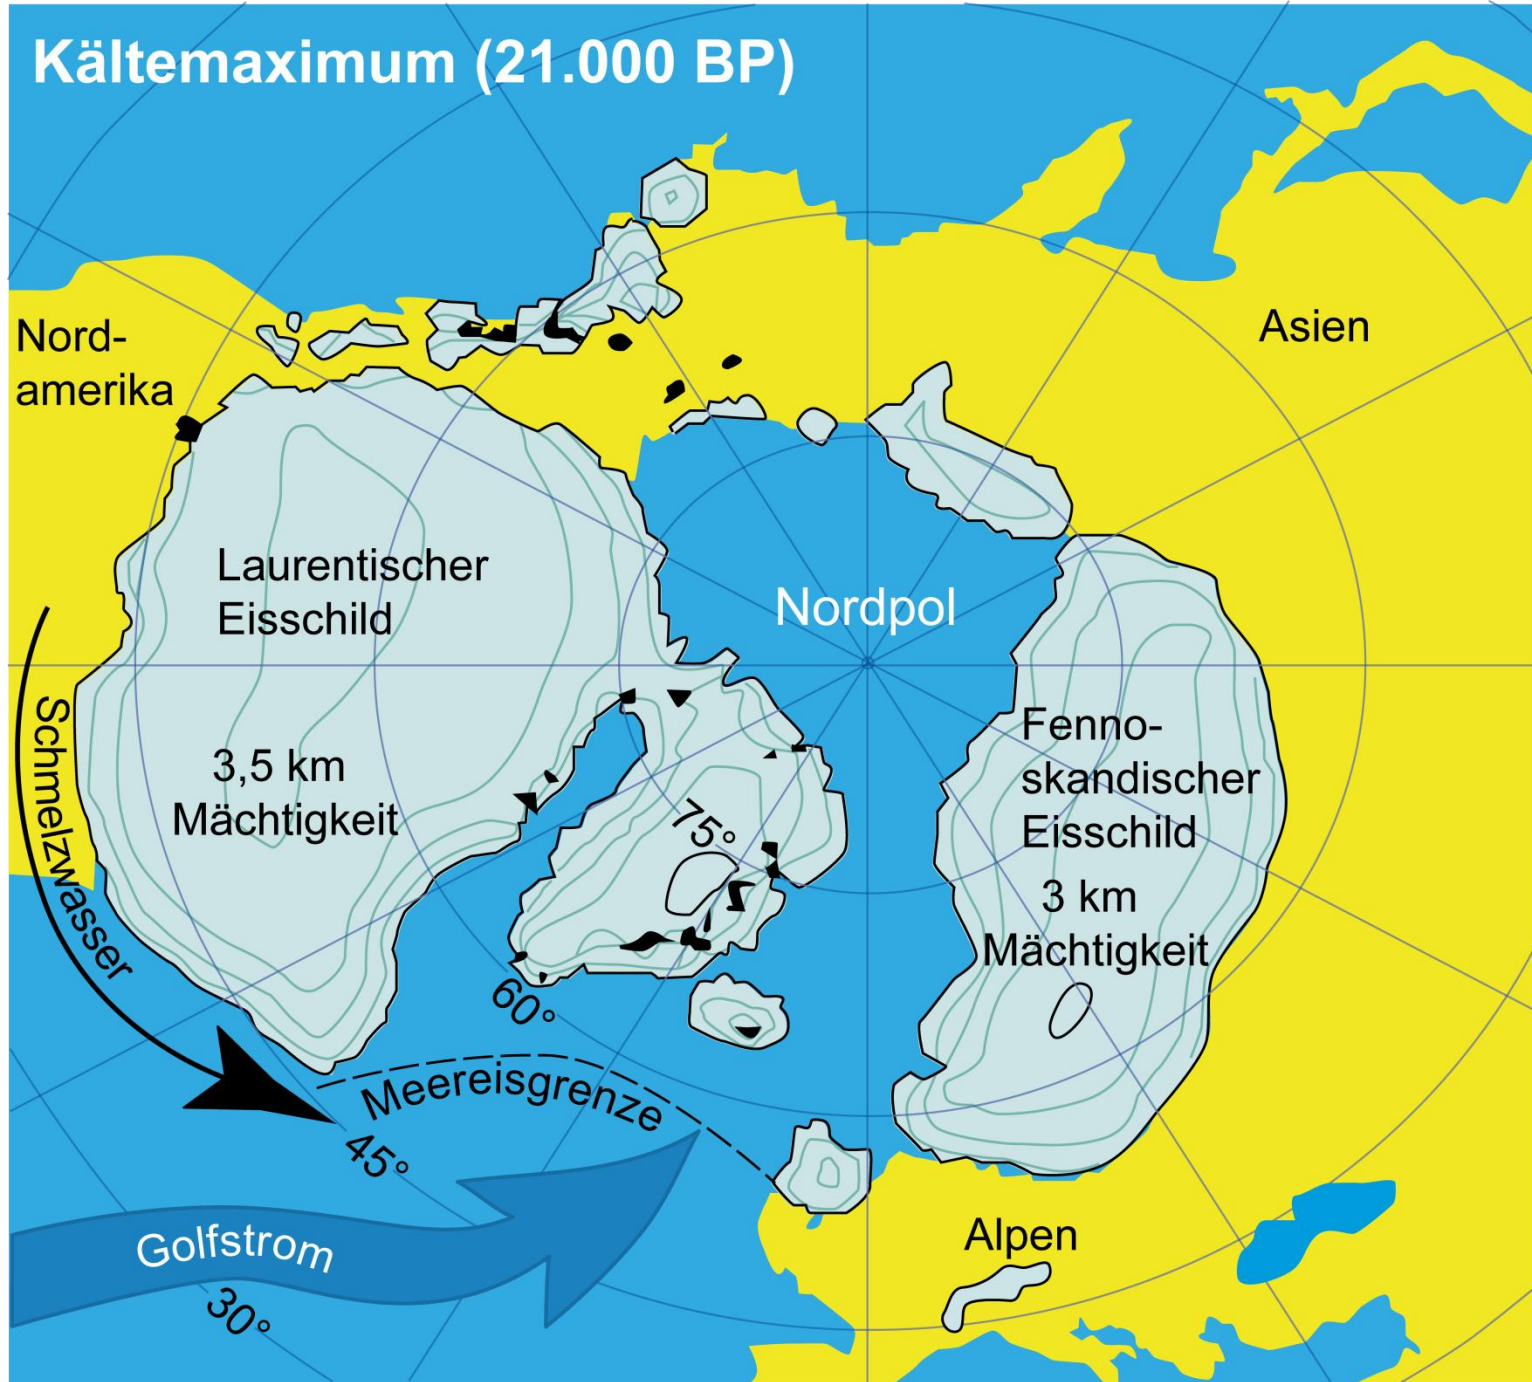 Kältemaximum (21.000 BP)
Nord-
amerika
Asien
Laurentischer
Eisschild
Nordpol
3,5 km
Mächtigkeit
Fenno-
skandischer
Eisschild
3 km
Mächtigkeit
Schmelzwasser
75°
60°
Meereisgrenze
45°
Golfstrom
30°
Alpen